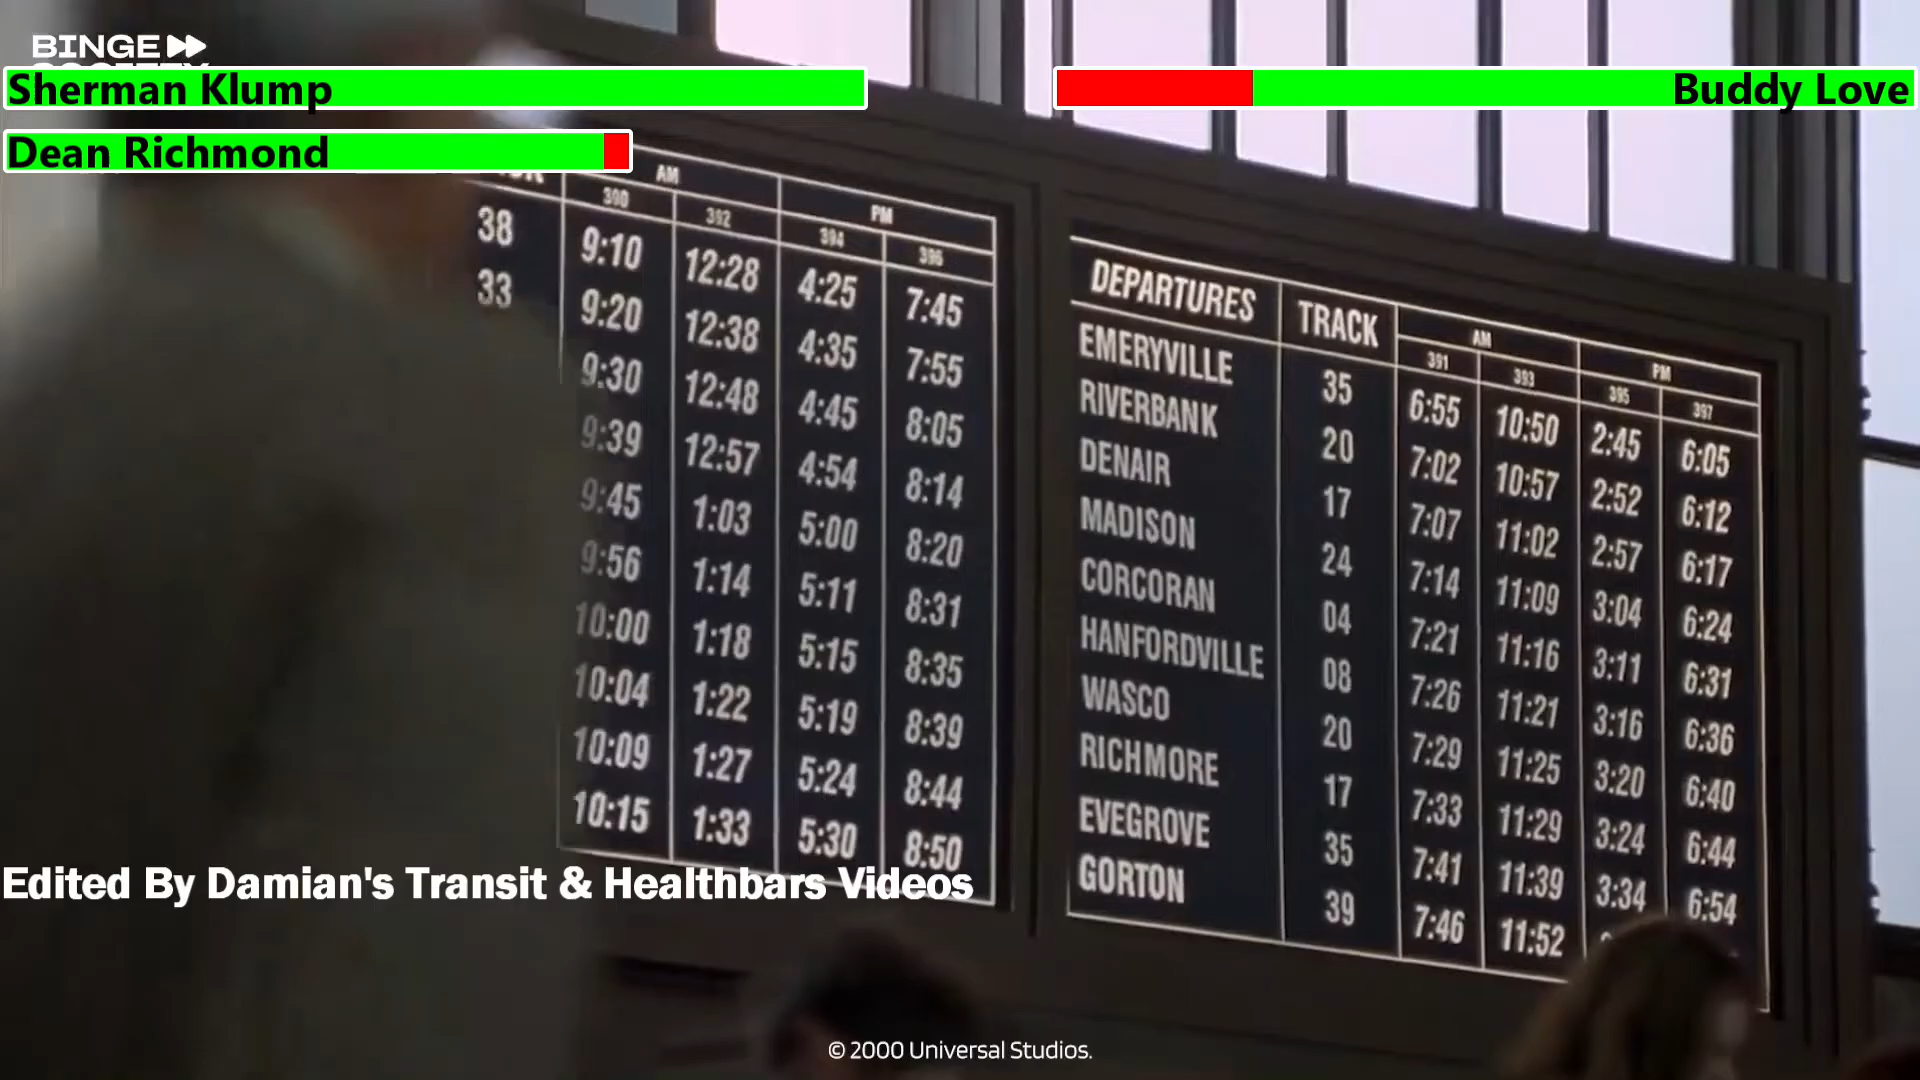 BINGE
SOCIETY
Sherman Klump
Buddy Love
Dean Richmond
AM PM
390 392 394 396
38 9:10 12:28 4:25 7:45
33 9:20 12:38 4:35 7:55
9:30 12:48 4:45 8:05
9:39 12:57 4:54 8:14
9:45 1:03 5:00 8:20
9:56 1:14 5:11 8:31
10:00 1:18 5:15 8:35
10:04 1:22 5:19 8:39
10:09 1:27 5:24 8:44
10:15 1:33 5:30 8:50
DEPARTURES TRACK AM PM
391 393 395 397
EMERYVILLE 35 6:55 10:50 2:45 6:05
RIVERBANK 20 7:02 10:57 2:52 6:12
DENAIR 17 7:07 11:02 2:57 6:17
MADISON 24 7:14 11:09 3:04 6:24
CORCORAN 04 7:21 11:16 3:11 6:31
HANFORDVILLE 08 7:26 11:21 3:16 6:36
WASCO 20 7:29 11:25 3:20 6:40
RICHMORE 17 7:33 11:29 3:24 6:44
EVEGROVE 35 7:41 11:39 3:34 6:54
GORTON 39 7:46 11:52
Edited By Damian's Transit & Healthbars Videos
© 2000 Universal Studios.